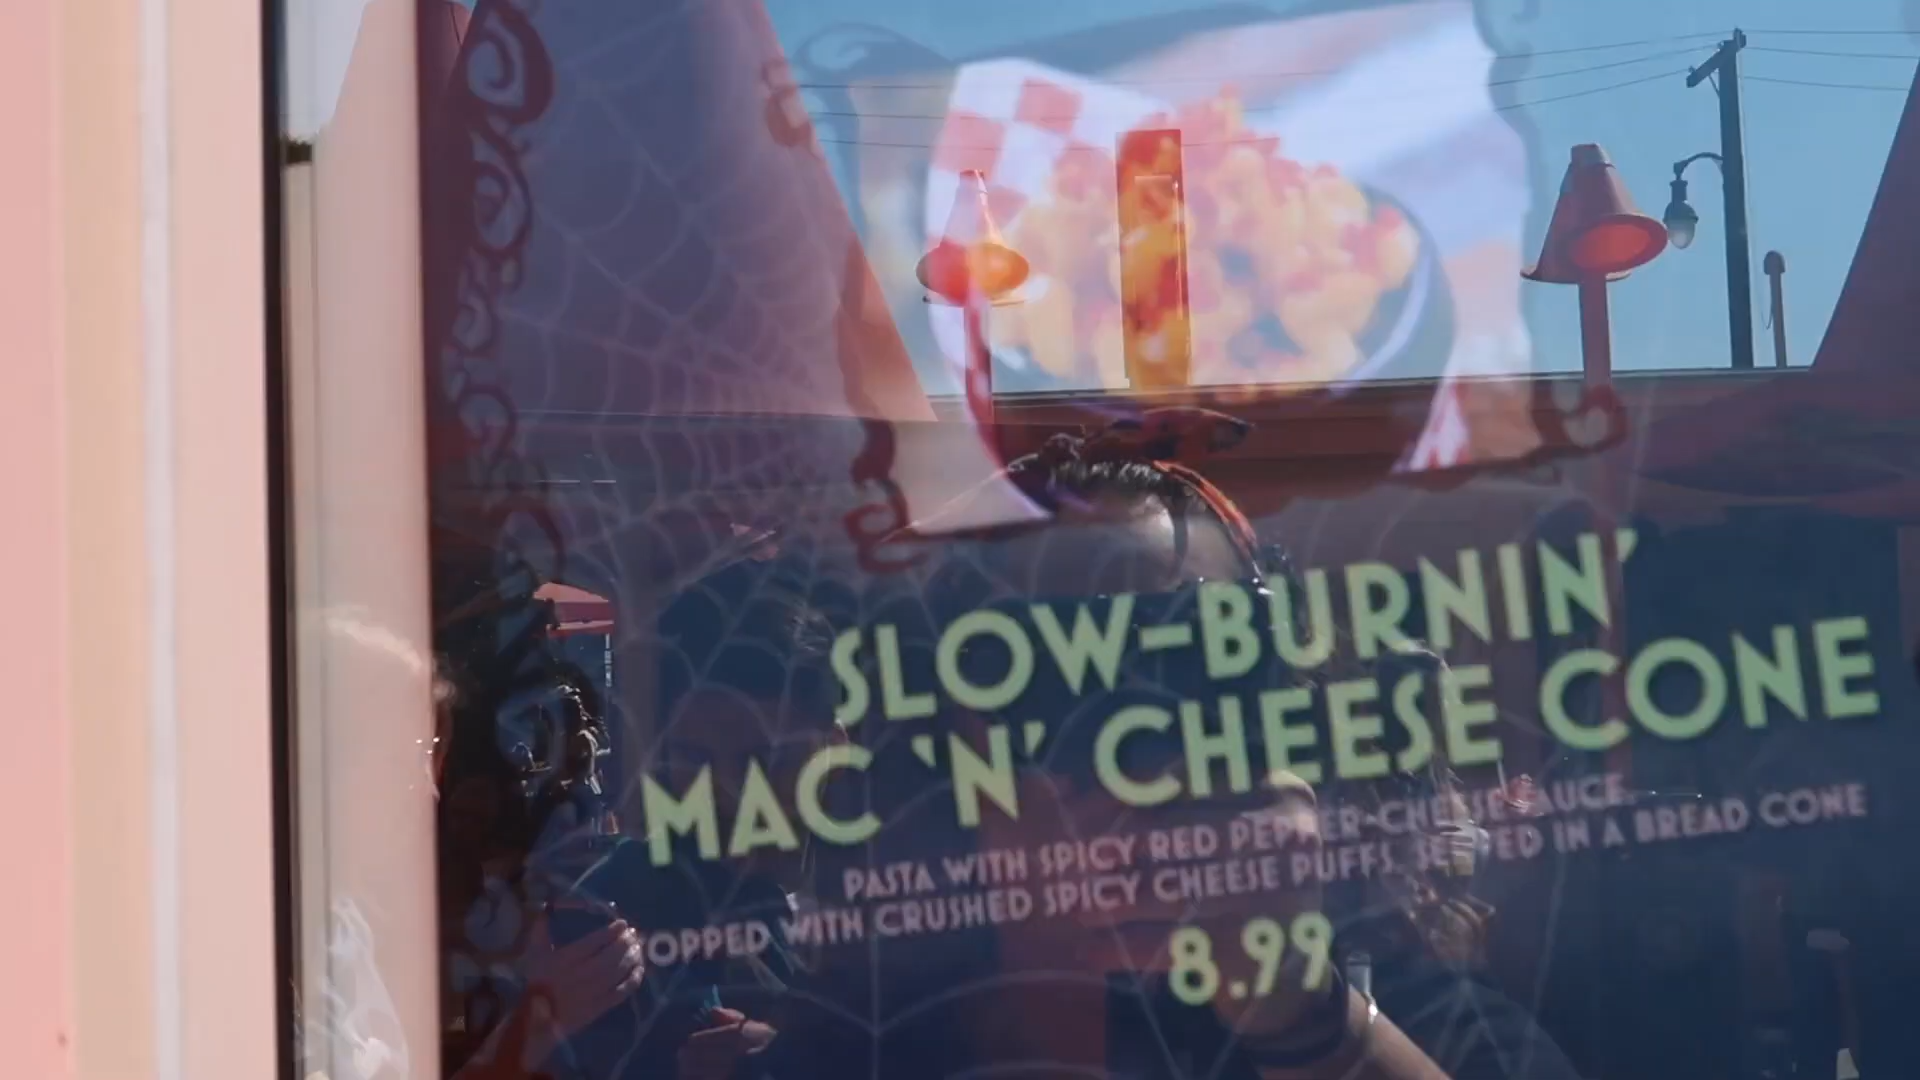 SLOW-BURNIN'
MAC 'N' CHEESE CONE
PASTA WITH SPICY RED PEPPER-CHEESE SAUCE.
TOPPED WITH CRUSHED SPICY CHEESE PUFFS. SERVED IN A BREAD CONE
8.99